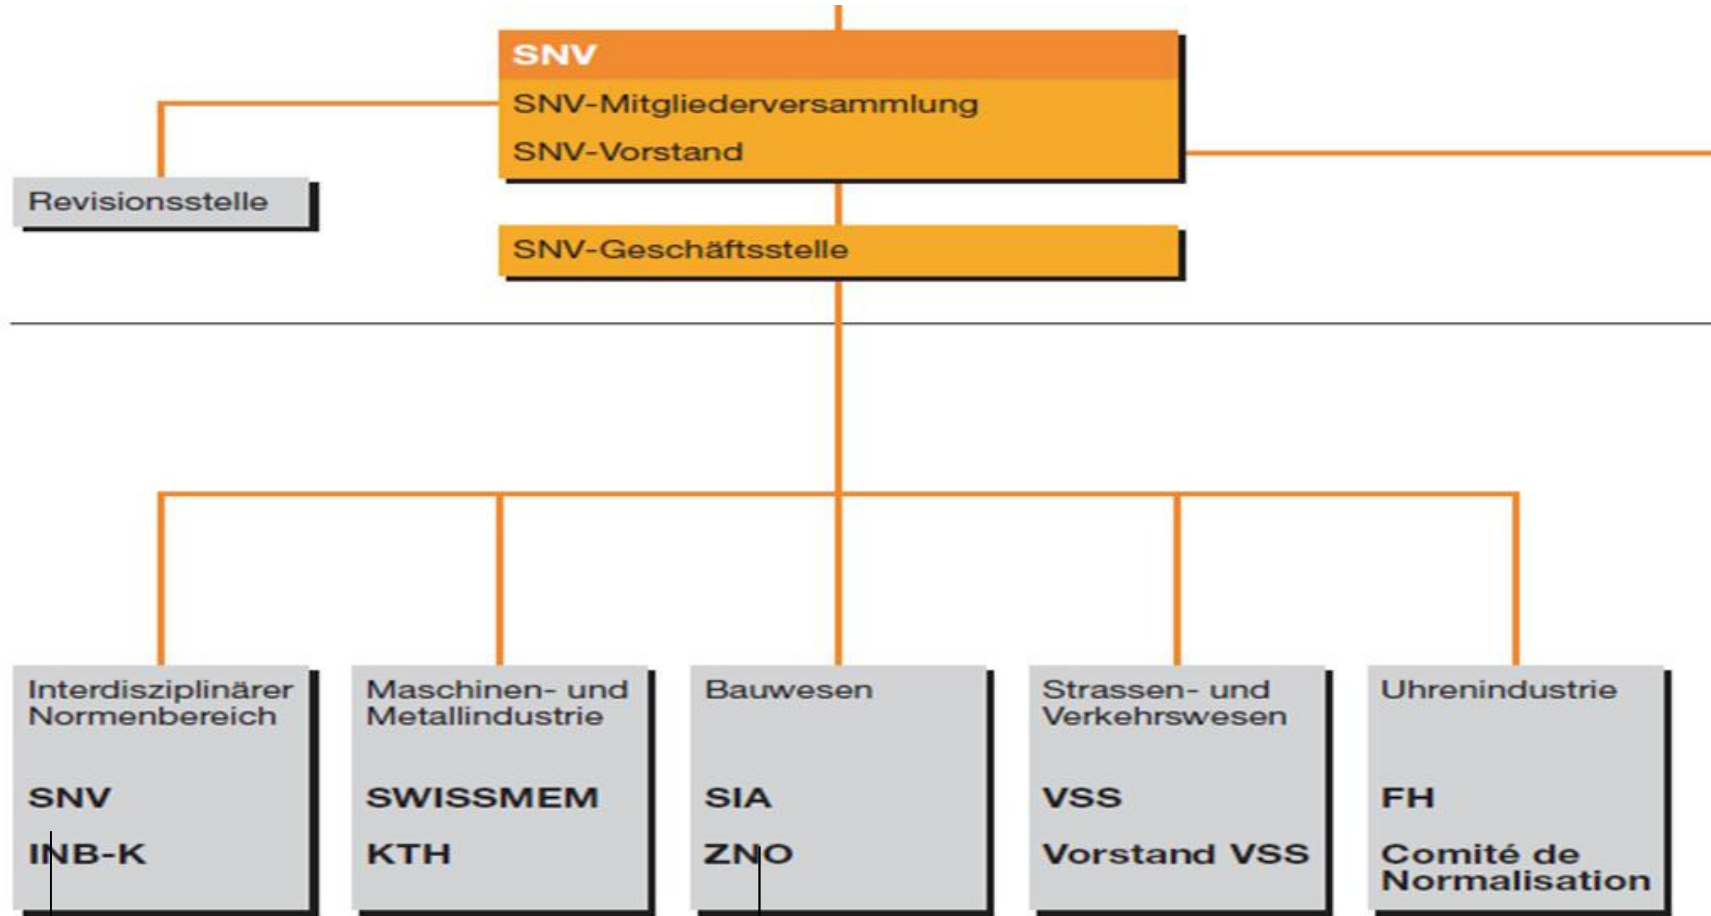 SNV
SNV-Mitgliederversammlung
SNV-Vorstand
Revisionsstelle
SNV-Geschäftsstelle
Interdisziplinärer
Normenbereich
SNV
INB-K
Maschinen- und
Metallindustrie
SWISSMEM
KTH
Bauwesen
SIA
ZNO
Strassen- und
Verkehrswesen
VSS
Vorstand VSS
Uhrenindustrie
FH
Comité de
Normalisation